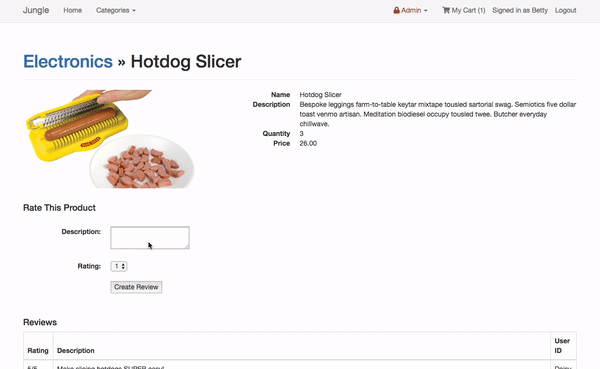 Jungle Home Categories Admin My Cart (1) Signed in as Betty Logout
Electronics » Hotdog Slicer
Name Hotdog Slicer
Description Bespoke leggings farm-to-table keytar mixtape tousled sartorial swag. Semiotics five dollar
toast venmo artisan. Meditation biodiesel occupy tousled twee. Butcher everyday
chillwave.
Quantity 3
Price 26.00
Rate This Product
Description:
Rating: 1
Create Review
Reviews
Rating Description User ID
5/5 Make slicing hotdogs SUPER easy! Daisy